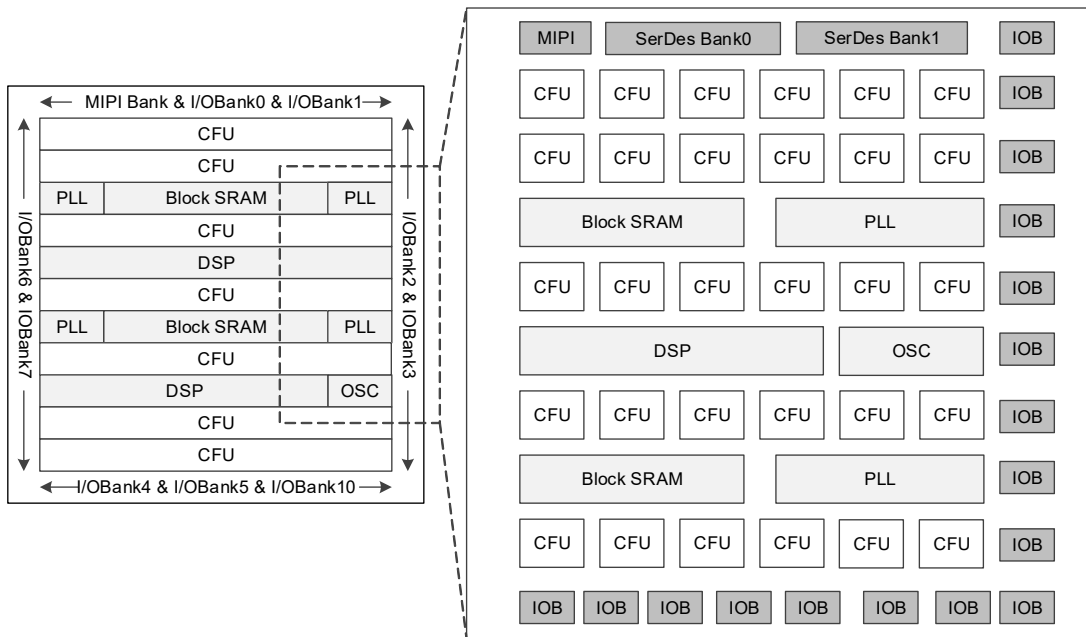 MIPI Bank & I/OBank0 & I/OBank1
CFU
CFU
PLL Block SRAM PLL
CFU
DSP
CFU
PLL Block SRAM PLL
CFU
DSP OSC
CFU
CFU
I/OBank6 & IOBank7
I/OBank2 & IOBank3
I/OBank4 & I/OBank5 & I/OBank10
MIPI SerDes Bank0 SerDes Bank1 IOB
CFU CFU CFU CFU CFU CFU IOB
CFU CFU CFU CFU CFU CFU IOB
Block SRAM PLL IOB
CFU CFU CFU CFU CFU CFU IOB
DSP OSC IOB
CFU CFU CFU CFU CFU CFU IOB
Block SRAM PLL IOB
CFU CFU CFU CFU CFU CFU IOB
IOB IOB IOB IOB IOB IOB IOB IOB